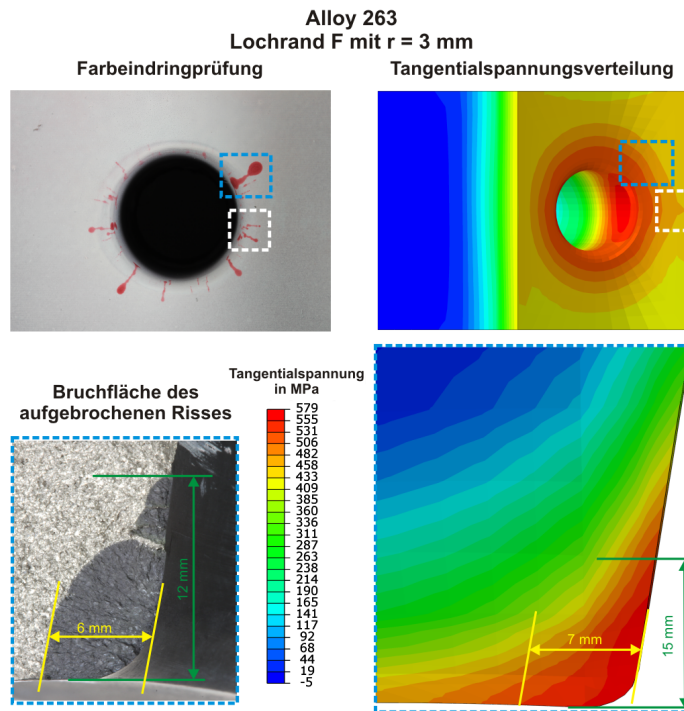 Alloy 263
Lochrand F mit r = 3 mm
Farbeindringprüfung
Tangentialspannungsverteilung
Bruchfläche des
aufgebrochenen Risses
12 mm
6 mm
Tangentialspannung
in MPa
579
555
531
506
482
458
433
409
385
360
336
311
287
263
238
214
190
165
141
117
92
68
44
19
-5
7 mm
15 mm